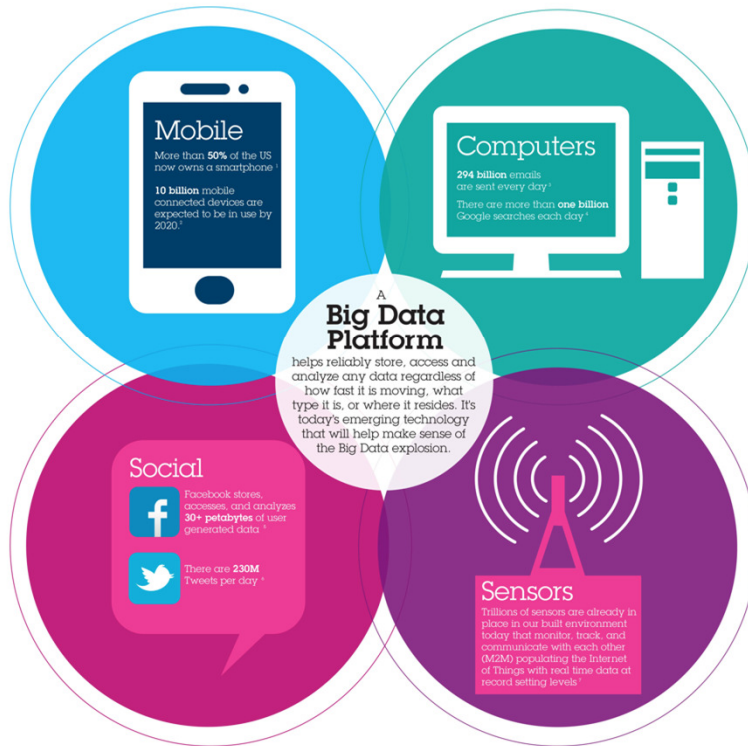 Mobile
More than 50% of the US
now owns a smartphone 1
10 billion mobile
connected devices are
expected to be in use by
2020.2
Computers
294 billion emails
are sent every day 3
There are more than one billion
Google searches each day 4
A
Big Data
Platform
helps reliably store, access and
analyze any data regardless of
how fast it is moving, what
type it is, or where it resides. It's
today's emerging technology
that will help make sense of
the Big Data explosion.
Social
f
Facebook stores,
accesses, and analyzes
30+ petabytes of user
generated data
There are 230M
Tweets per day
Sensors
Trillions of sensors are already in
place in our built environment
today that monitor, track, and
communicate with each other
(M2M) populating the Internet
of Things with real time data at
record setting levels 7